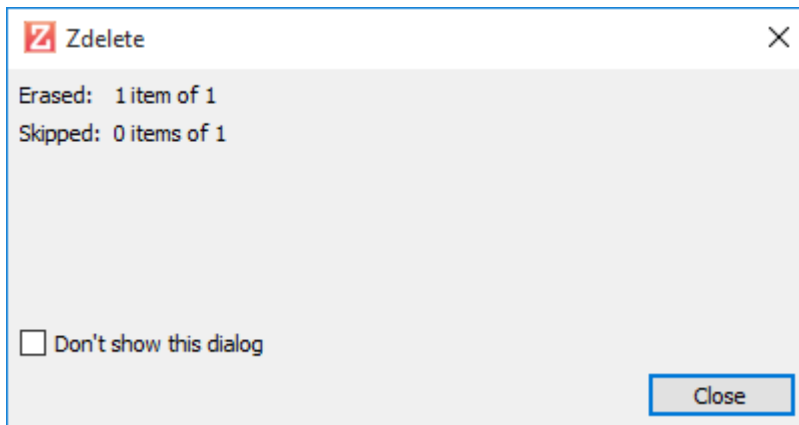 Z Zdelete
Erased: 1 item of 1
Skipped: 0 items of 1
Don't show this dialog
Close